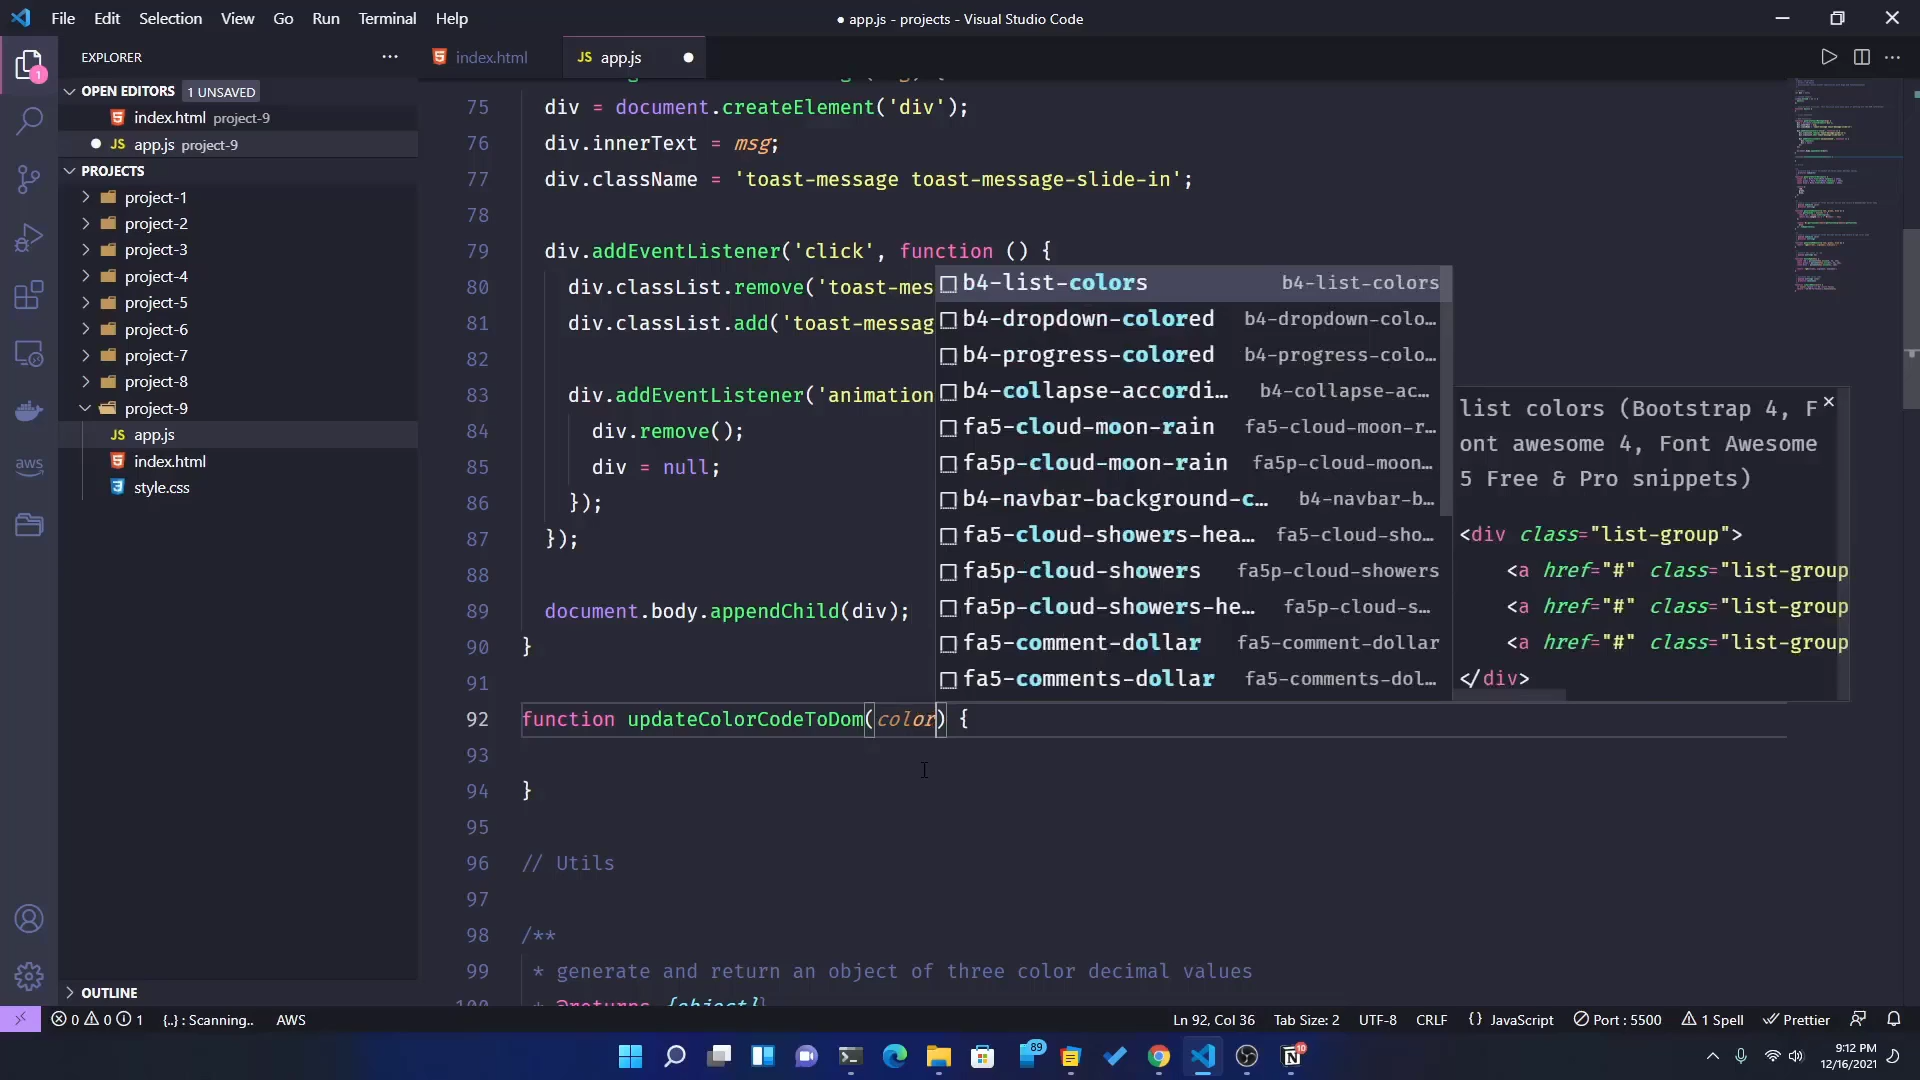 File Edit Selection View Go Run Terminal Help
● app.js - projects - Visual Studio Code
EXPLORER
index.html
JS app.js
OPEN EDITORS 1 UNSAVED
index.html project-9
JS app.js project-9
PROJECTS
project-1
project-2
project-3
project-4
project-5
project-6
project-7
project-8
project-9
JS app.js
index.html
style.css
OUTLINE
1
aws
75 div = document.createElement('div');
76 div.innerText = msg;
77 div.className = 'toast-message toast-message-slide-in';
78
79 div.addEventListener('click', function () {
80 div.classList.remove('toast-mes
81 div.classList.add('toast-messag
82
83 div.addEventListener('animation
84 div.remove();
85 div = null;
86 });
87 });
88
89 document.body.appendChild(div);
90 }
91
92 function updateColorCodeToDom(color) {
93
94 }
95
96 // Utils
97
98 /**
99 * generate and return an object of three color decimal values
100 * @returns {object}
b4-list-colors b4-list-colors
b4-dropdown-colored b4-dropdown-colo…
b4-progress-colored b4-progress-colo…
b4-collapse-accordi… b4-collapse-ac…
fa5-cloud-moon-rain fa5-cloud-moon-r…
fa5p-cloud-moon-rain fa5p-cloud-moon…
b4-navbar-background-c… b4-navbar-b…
fa5-cloud-showers-hea… fa5-cloud-sho…
fa5p-cloud-showers fa5p-cloud-showers
fa5p-cloud-showers-he… fa5p-cloud-s…
fa5-comment-dollar fa5-comment-dollar
fa5-comments-dollar fa5-comments-dol…
list colors (Bootstrap 4, F
ont awesome 4, Font Awesome
5 Free & Pro snippets)
<div class="list-group">
<a href="#" class="list-group
<a href="#" class="list-group
<a href="#" class="list-group
</div>
0 0 1 {..} : Scanning.. AWS
Ln 92, Col 36 Tab Size: 2 UTF-8 CRLF {} JavaScript Port : 5500 1 Spell Prettier
89
10
9:12 PM
12/16/2021